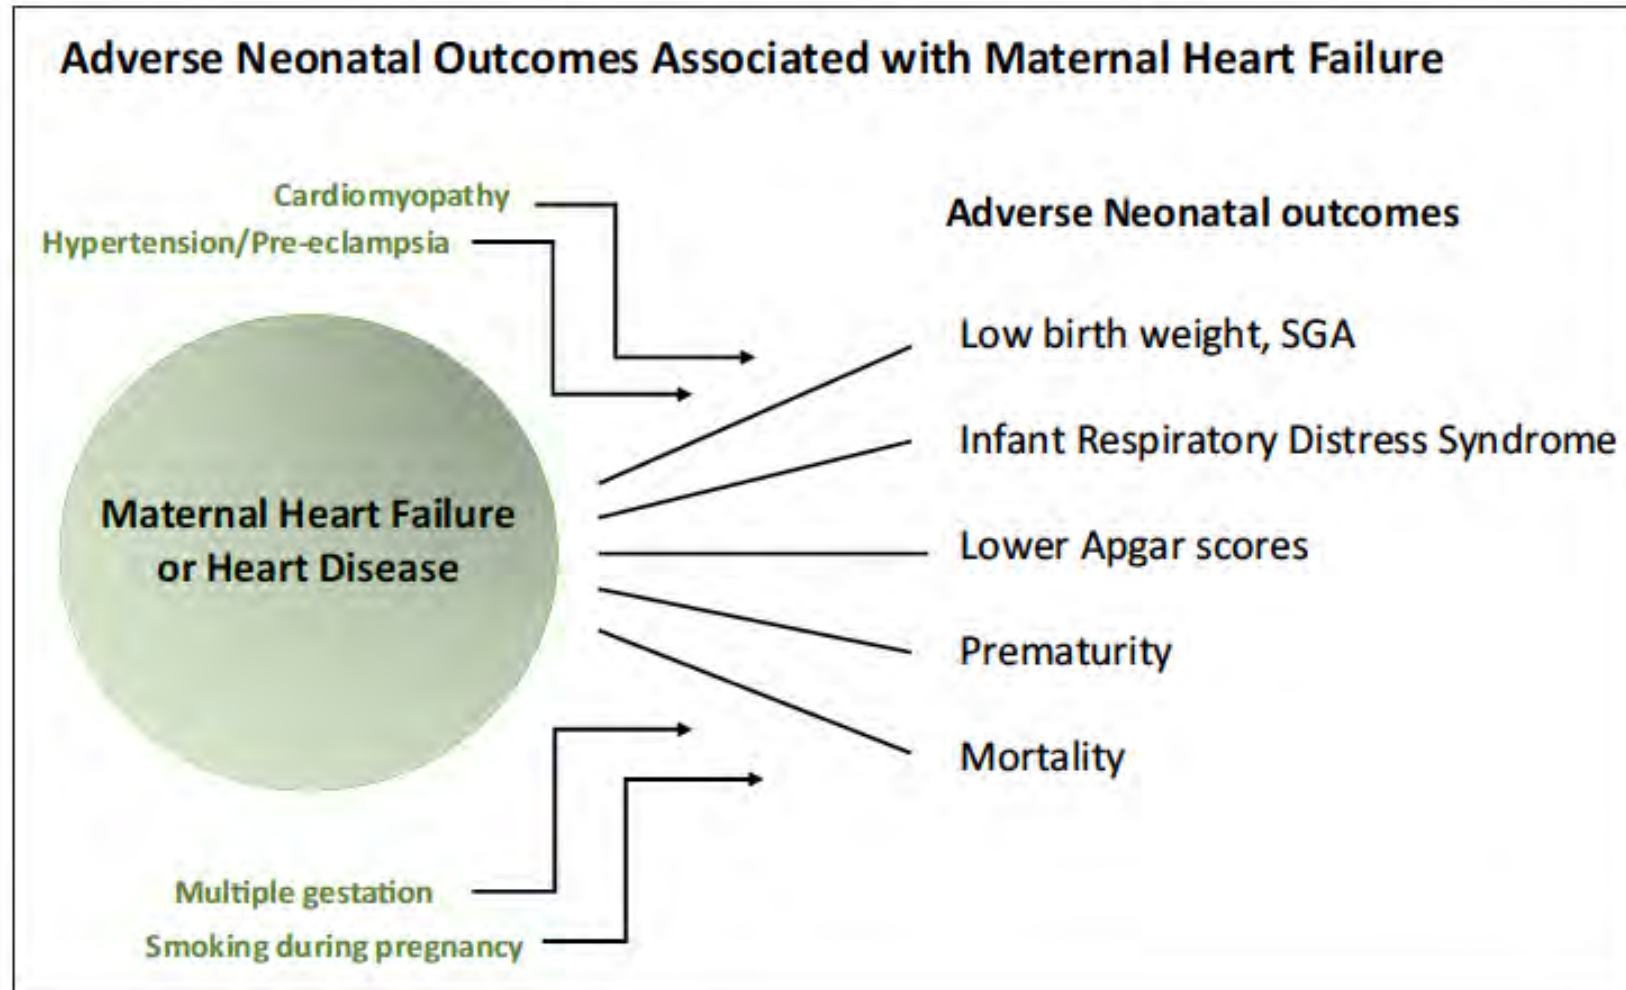 Adverse Neonatal Outcomes Associated with Maternal Heart Failure
Cardiomyopathy
Hypertension/Pre-eclampsia
Maternal Heart Failure
or Heart Disease
Multiple gestation
Smoking during pregnancy
Adverse Neonatal outcomes
Low birth weight, SGA
Infant Respiratory Distress Syndrome
Lower Apgar scores
Prematurity
Mortality